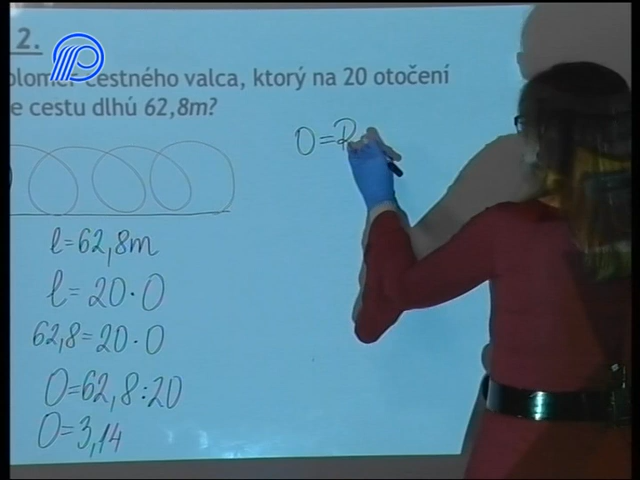 2.
olomer cestného valca, ktorý na 20 otočení
e cestu dlhú 62,8m?
O=
l=62,8m
l=20·O
62,8=20·O
O=62,8:20
O=3,14